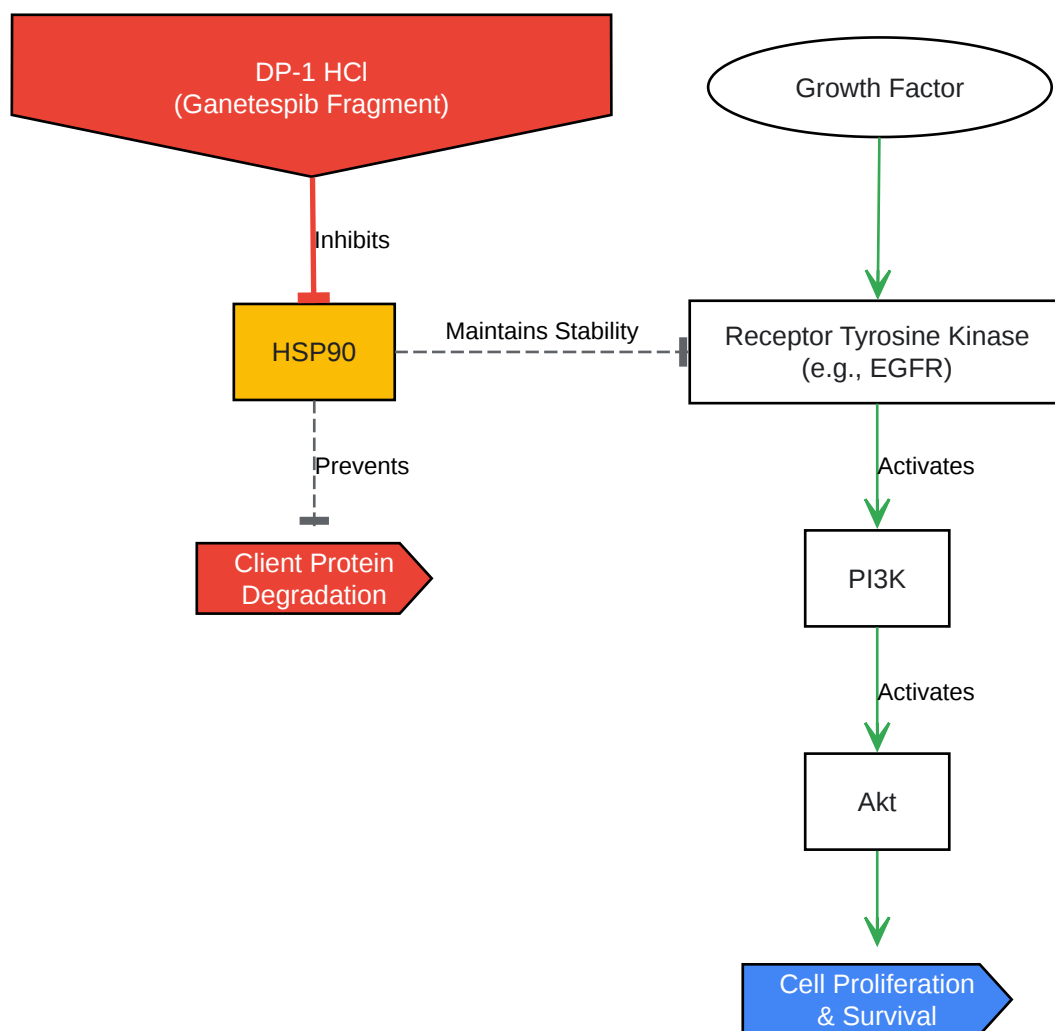 DP-1 HCl
(Ganetespib Fragment)
Growth Factor
Inhibits
HSP90
Maintains Stability
Receptor Tyrosine Kinase
(e.g., EGFR)
Prevents
Activates
Client Protein
Degradation
PI3K
Activates
Akt
Cell Proliferation
& Survival